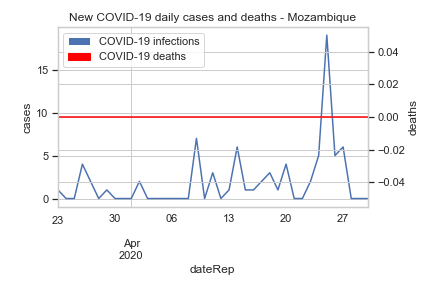 New COVID-19 daily cases and deaths - Mozambique
COVID-19 infections
COVID-19 deaths
15
10
5
0
cases
0.04
0.02
0.00
−0.02
−0.04
deaths
23
30
06
13
20
27
Apr
2020
dateRep